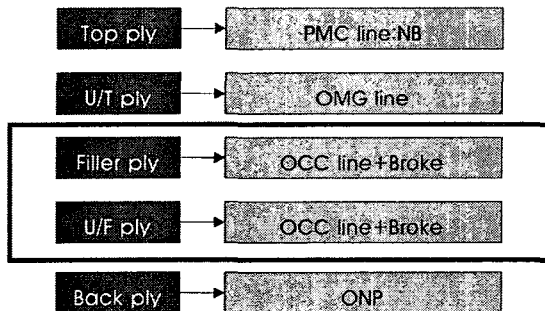 Top ply PMC line:NB
U/T ply OMG line
Filler ply OCC line+Broke
U/F ply OCC line+Broke
Back ply ONP